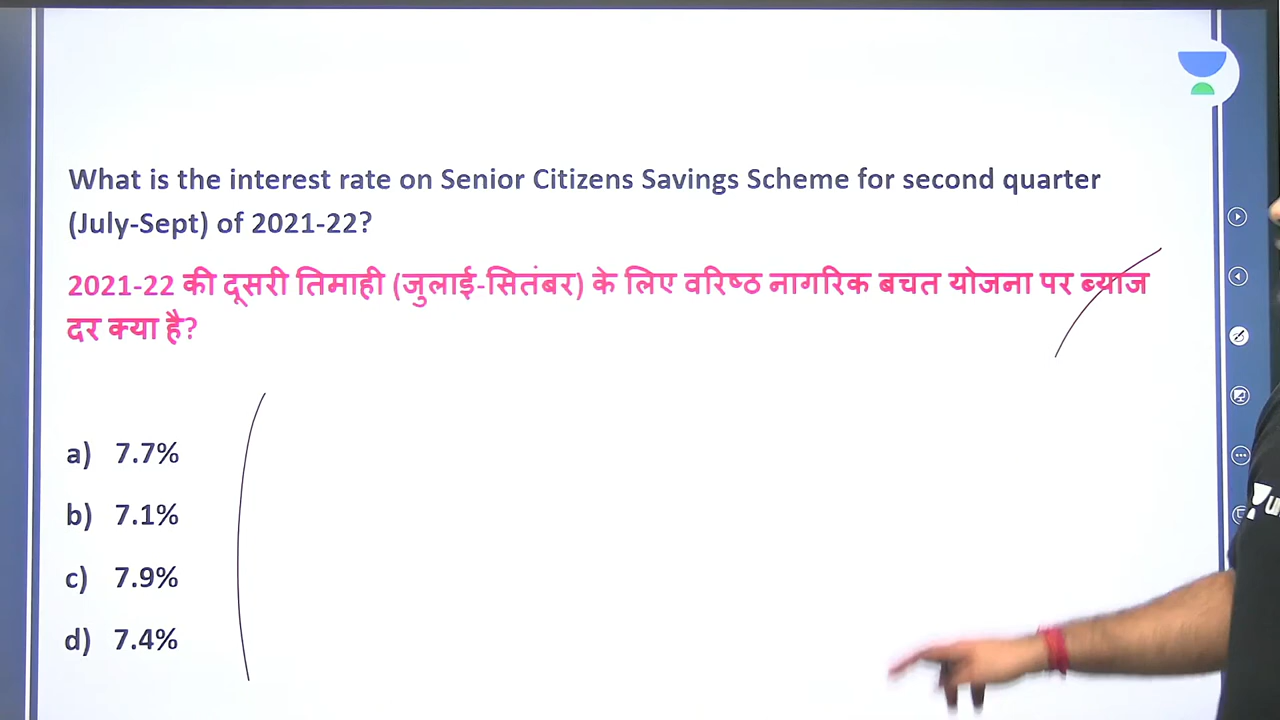 What is the interest rate on Senior Citizens Savings Scheme for second quarter
(July-Sept) of 2021-22?
2021-22 की दूसरी तिमाही (जुलाई-सितंबर) के लिए वरिष्ठ नागरिक बचत योजना पर ब्याज
दर क्या है?
a) 7.7%
b) 7.1%
c) 7.9%
d) 7.4%